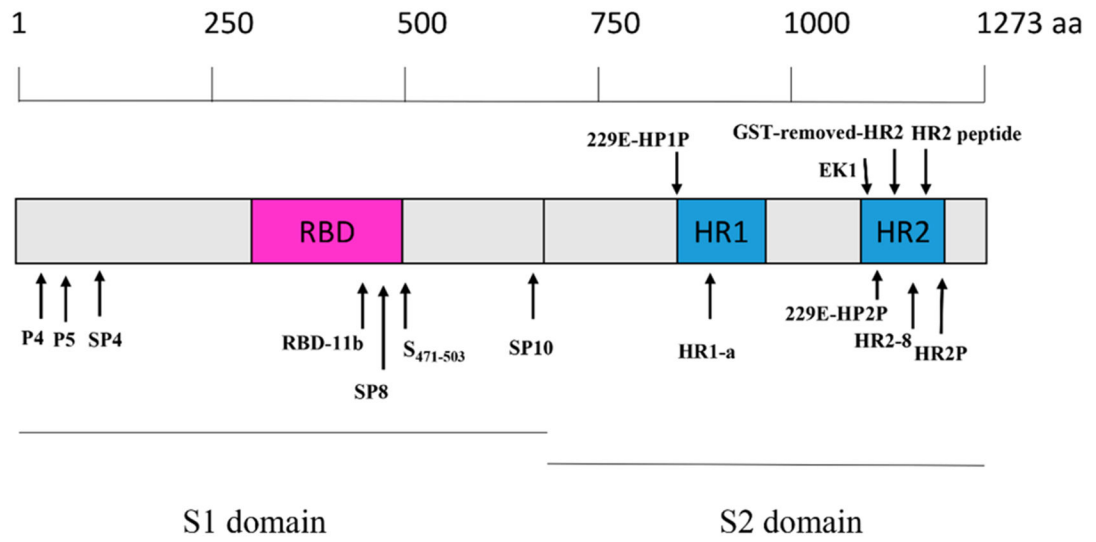 1 250 500 750 1000 1273 aa
229E-HP1P
GST-removed-HR2 HR2 peptide
EK1
RBD HR1 HR2
P4 P5 SP4
RBD-11b
SP8
S471-503
SP10
HR1-a
229E-HP2P
HR2-8
HR2P
S1 domain S2 domain